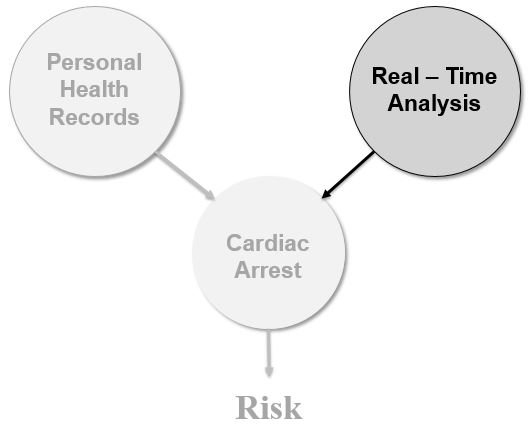 Personal
Health
Records
Real – Time
Analysis
Cardiac
Arrest
Risk